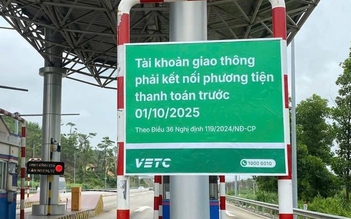 Tài khoản giao thông
phải kết nối phương tiện
thanh toán trước
01/10/2025
Theo Điều 36 Nghị định 119/2024/NĐ-CP
VETC
1900 6010